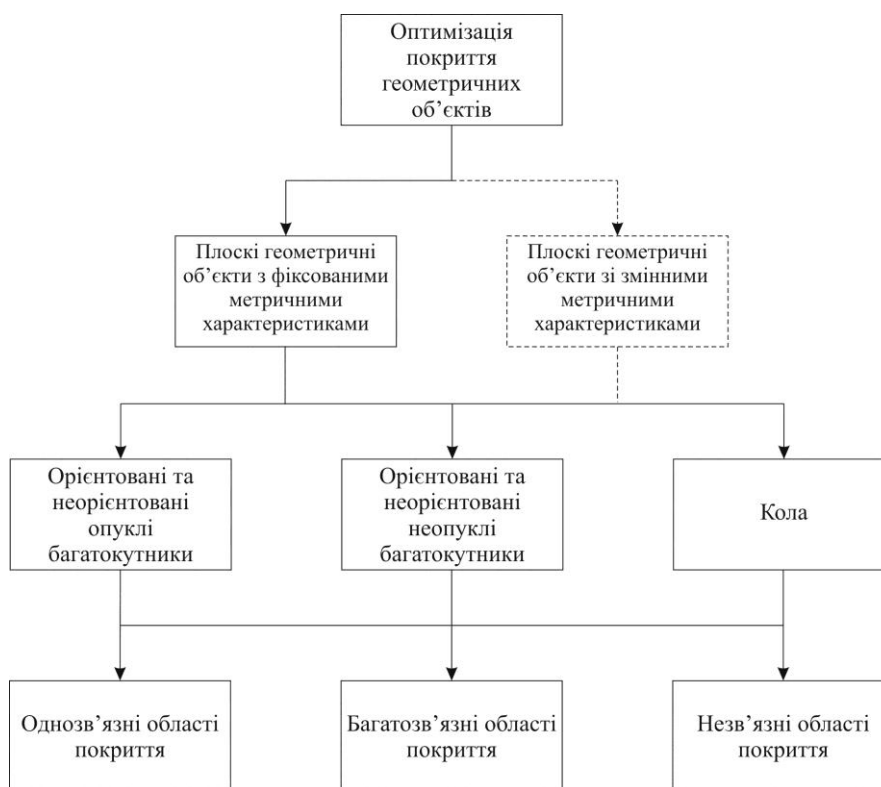 Оптимізація
покриття
геометричних
об’єктів
Плоскі геометричні
об’єкти з фіксованими
метричними
характеристиками
Плоскі геометричні
об’єкти зі змінними
метричними
характеристиками
Орієнтовані та
неорієнтовані
опуклі
багатокутники
Орієнтовані та
неорієнтовані
неопуклі
багатокутники
Кола
Однозв’язні області
покриття
Багатозв’язні області
покриття
Незв’язні області
покриття